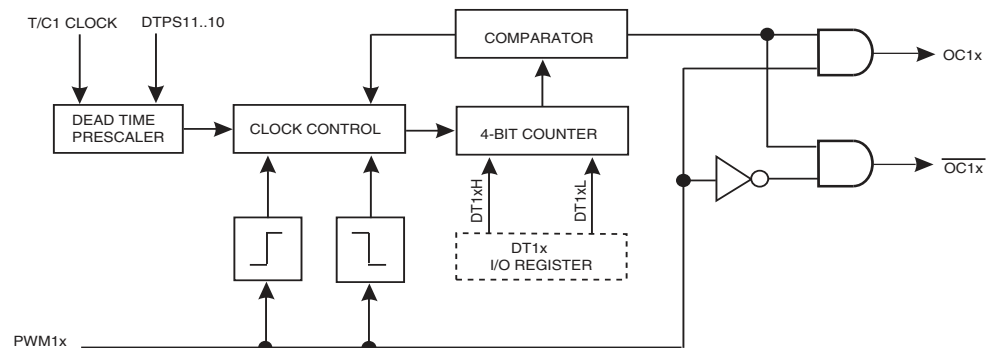 T/C1 CLOCK
DTPS11..10
COMPARATOR
OC1x
DEAD TIME
PRESCALER
CLOCK CONTROL
4-BIT COUNTER
OC1x
DT1xH
DT1xL
DT1x
I/O REGISTER
PWM1x